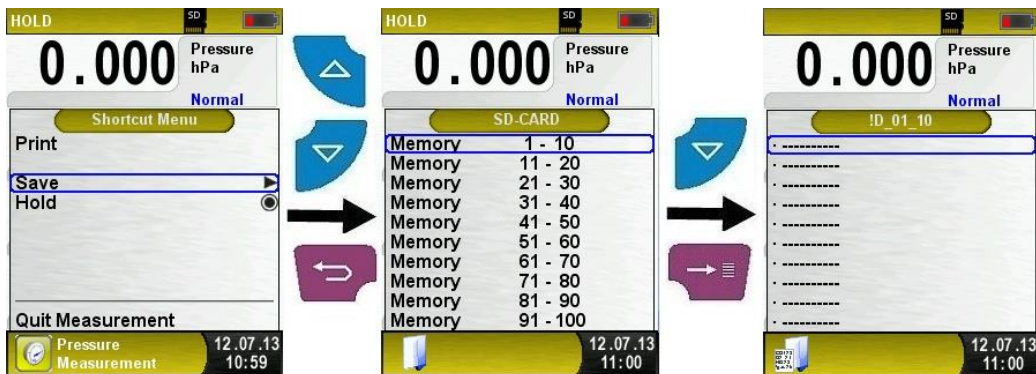 HOLD
SD
0.000
Pressure
hPa
Normal
Shortcut Menu
Print
Save
Hold
Quit Measurement
Pressure
Measurement
12.07.13
10:59
HOLD
SD
0.000
Pressure
hPa
Normal
SD-CARD
Memory 1 - 10
Memory 11 - 20
Memory 21 - 30
Memory 31 - 40
Memory 41 - 50
Memory 51 - 60
Memory 61 - 70
Memory 71 - 80
Memory 81 - 90
Memory 91 - 100
12.07.13
11:00
SD
0.000
Pressure
hPa
Normal
!D_01_10
· ----------
· ----------
· ----------
· ----------
· ----------
· ----------
· ----------
· ----------
· ----------
· ----------
12.07.13
11:00